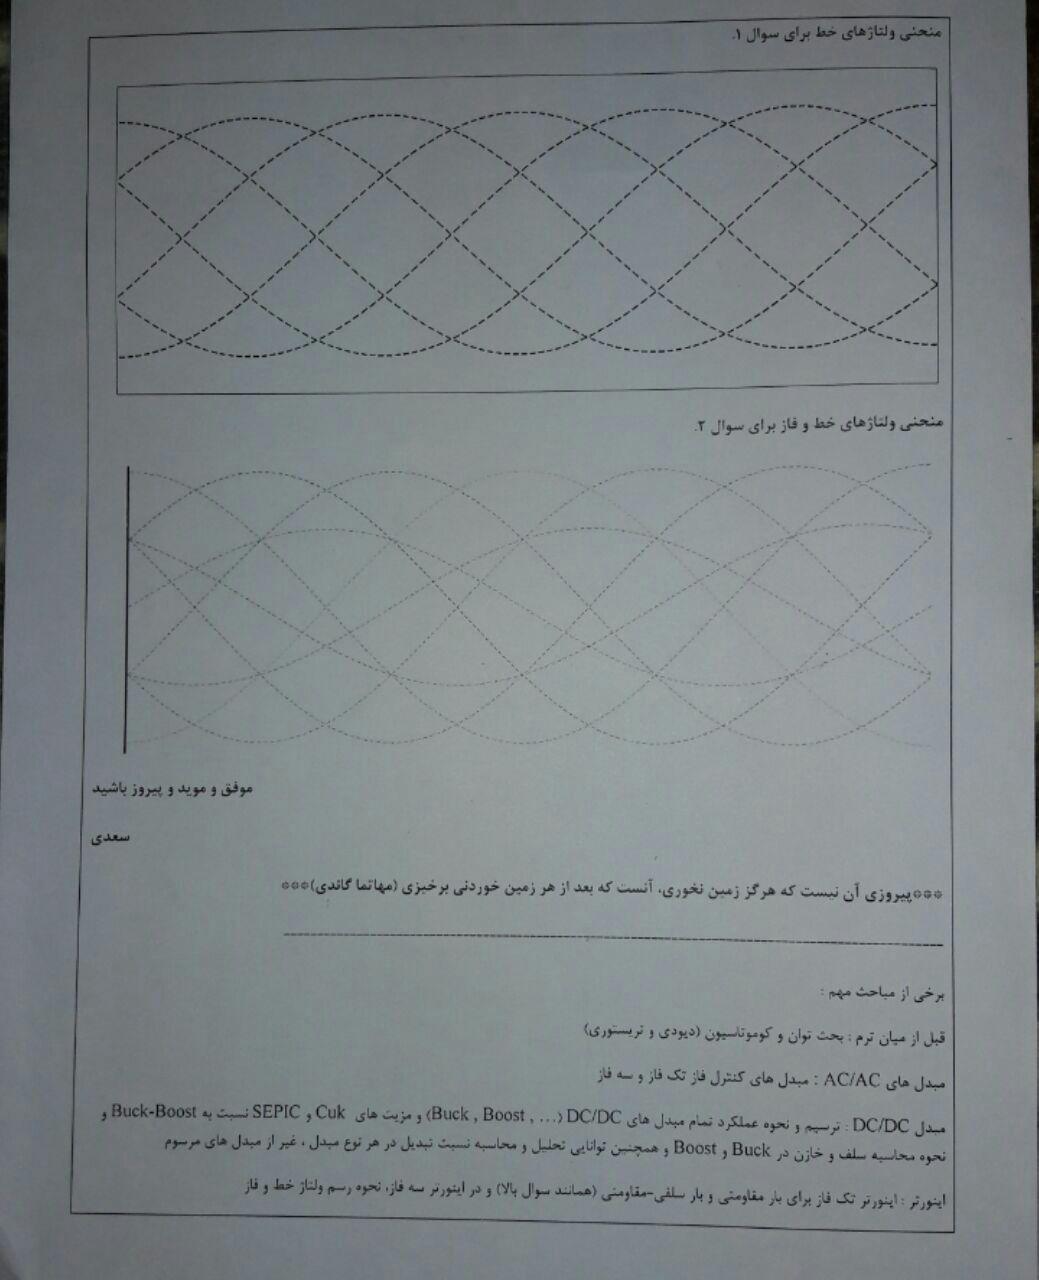 منحنی ولتاژهای خط برای سوال ۱.
منحنی ولتاژهای خط و فاز برای سوال ۲.
موفق و موید و پیروز باشید
سعدی
***پیروزی آن نیست که هرگز زمین نخوری، آنست که بعد از هر زمین خوردنی برخیزی (مهاتما گاندی)***
برخی از مباحث مهم :
قبل از میان ترم : بحث توان و کوموتاسیون (دیودی و تریستوری)
مبدل های AC/AC : مبدل های کنترل فاز تک فاز و سه فاز
مبدل DC/DC : ترسیم و نحوه عملکرد تمام مبدل های DC/DC (Buck , Boost , …) و مزیت های Cuk و SEPIC نسبت به Buck-Boost و
نحوه محاسبه سلف و خازن در Buck و Boost و همچنین توانایی تحلیل و محاسبه نسبت تبدیل در هر نوع مبدل ، غیر از مبدل های مرسوم
اینورتر : اینورتر تک فاز برای بار مقاومتی و بار سلفی-مقاومتی (همانند سوال بالا) و در اینورتر سه فاز، نحوه رسم ولتاژ خط و فاز